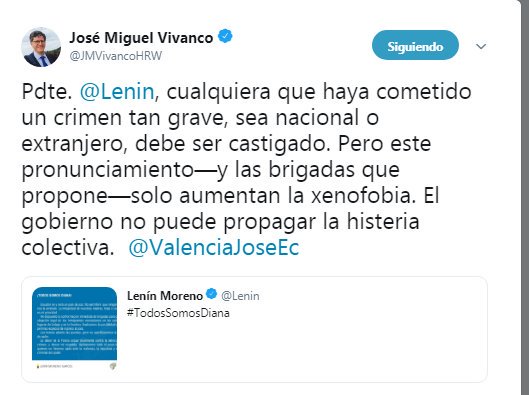 José Miguel Vivanco
@JMVivancoHRW
Siguiendo
Pdte. @Lenin, cualquiera que haya cometido
un crimen tan grave, sea nacional o
extranjero, debe ser castigado. Pero este
pronunciamiento—y las brigadas que
propone—solo aumentan la xenofobia. El
gobierno no puede propagar la histeria
colectiva. @ValenciaJoseEc
Lenín Moreno @Lenin
#TodosSomosDiana